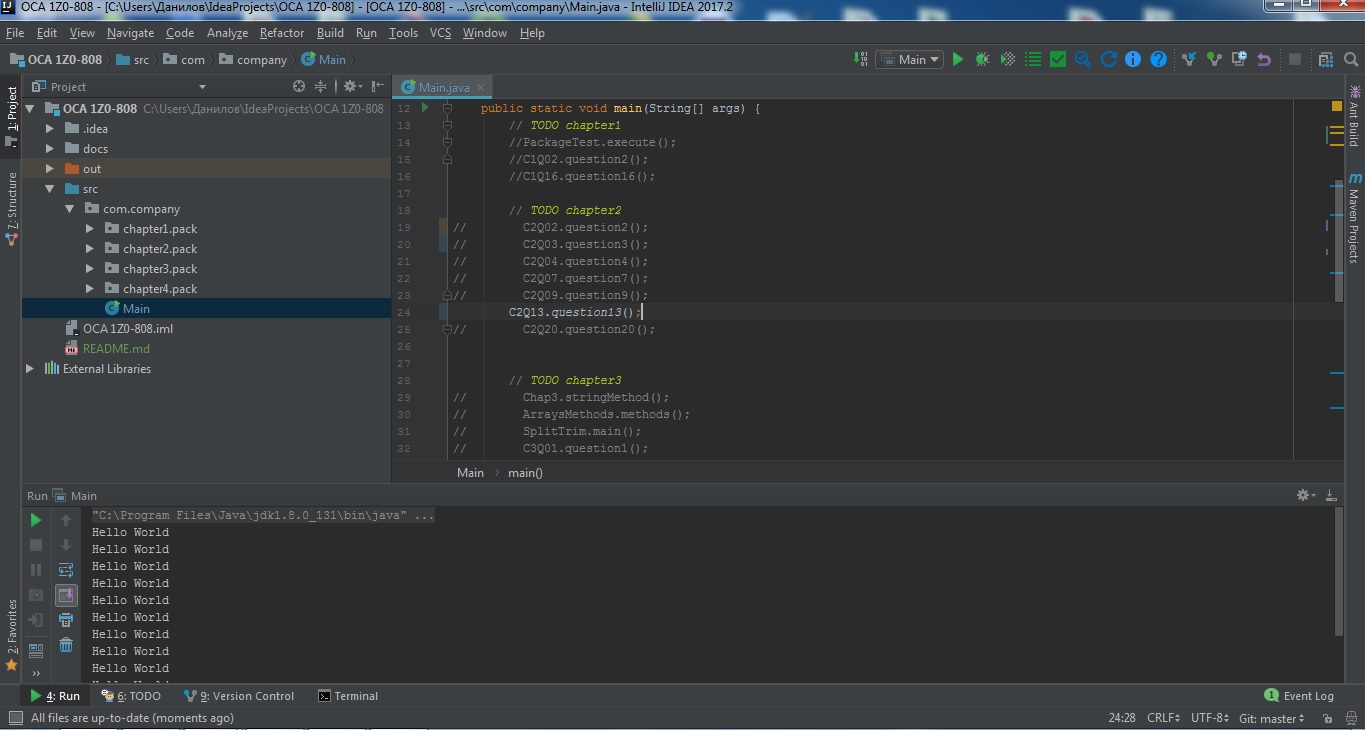 OCA 1Z0-808 - [C:\Users\Данилов\IdeaProjects\OCA 1Z0-808] - [OCA 1Z0-808] - ...\src\com\company\Main.java - IntelliJ IDEA 2017.2
File Edit View Navigate Code Analyze Refactor Build Run Tools VCS Window Help
OCA 1Z0-808 src com company Main
Main
Project
Main.java
1: Project
7: Structure
2: Favorites
OCA 1Z0-808 C:\Users\Данилов\IdeaProjects\OCA 1Z0-808
.idea
docs
out
src
com.company
chapter1.pack
chapter2.pack
chapter3.pack
chapter4.pack
Main
OCA 1Z0-808.iml
README.md
External Libraries
12 public static void main(String[] args) {
13 // TODO chapter1
14 //PackageTest.execute();
15 //C1Q02.question2();
16 //C1Q16.question16();
17
18 // TODO chapter2
19 // C2Q02.question2();
20 // C2Q03.question3();
21 // C2Q04.question4();
22 // C2Q07.question7();
23 // C2Q09.question9();
24 C2Q13.question13();
25 // C2Q20.question20();
26
27
28 // TODO chapter3
29 // Chap3.stringMethod();
30 // ArraysMethods.methods();
31 // SplitTrim.main();
32 // C3Q01.question1();
Main main()
Ant Build
Maven Projects
Run Main
"C:\Program Files\Java\jdk1.8.0_131\bin\java" ...
Hello World
Hello World
Hello World
Hello World
Hello World
Hello World
Hello World
Hello World
Hello World
4: Run 6: TODO 9: Version Control Terminal 1 Event Log
All files are up-to-date (moments ago) 24:28 CRLF UTF-8 Git: master